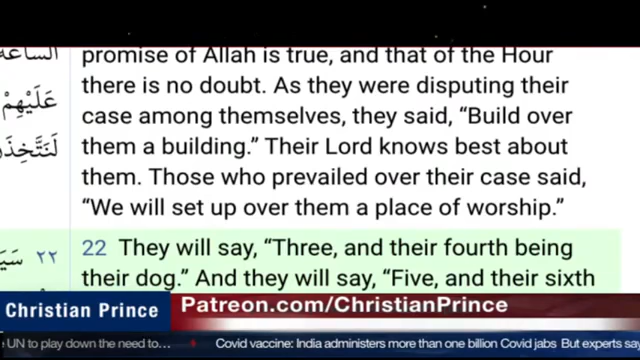 promise of Allah is true, and that of the Hour
there is no doubt. As they were disputing their
case among themselves, they said, “Build over
them a building.” Their Lord knows best about
them. Those who prevailed over their case said,
“We will set up over them a place of worship.”
22 They will say, “Three, and their fourth being
their dog.” And they will say, “Five, and their sixth
السَّاعَةَ
عَلَيْهِمْ
٢٢
Christian Prince
Patreon.com/ChristianPrince
e UN to play down the need to... Covid vaccine: India administers more than one billion Covid jabs But experts say